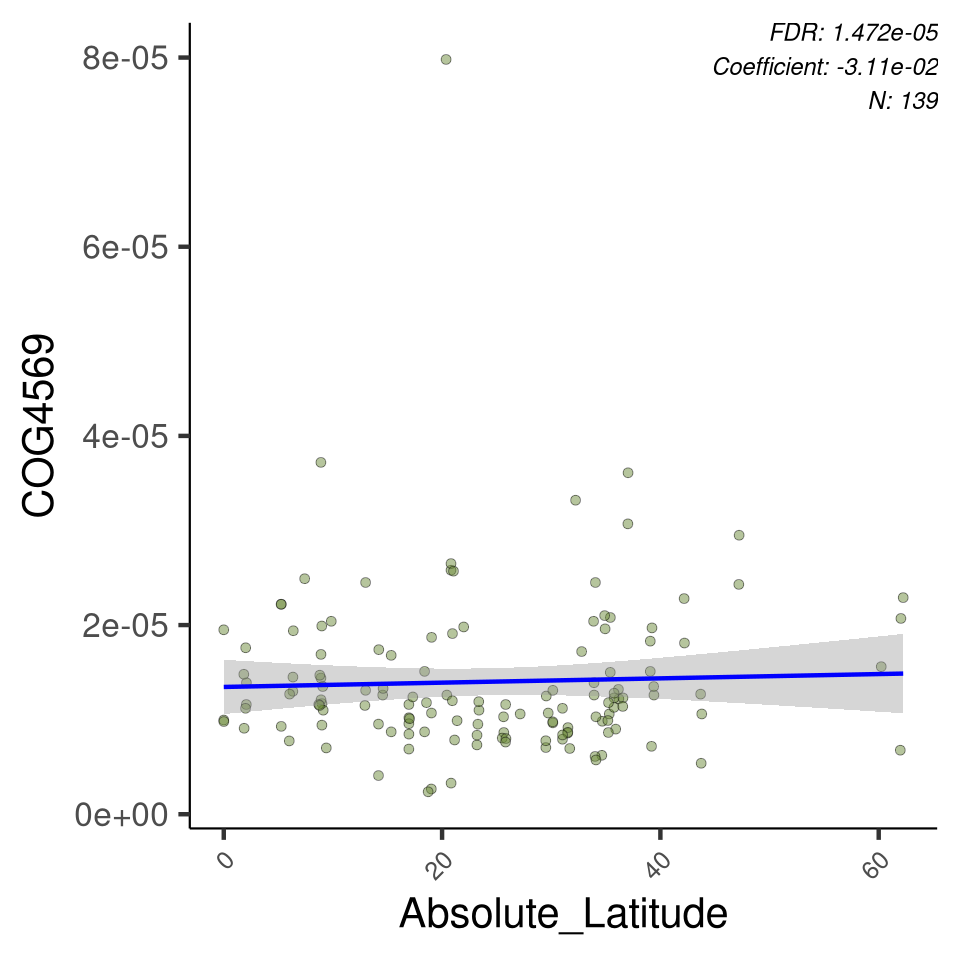 FDR: 1.472e-05
Coefficient: -3.11e-02
N: 139
8e-05
6e-05
4e-05
2e-05
0e+00
COG4569
0
20
40
60
Absolute_Latitude